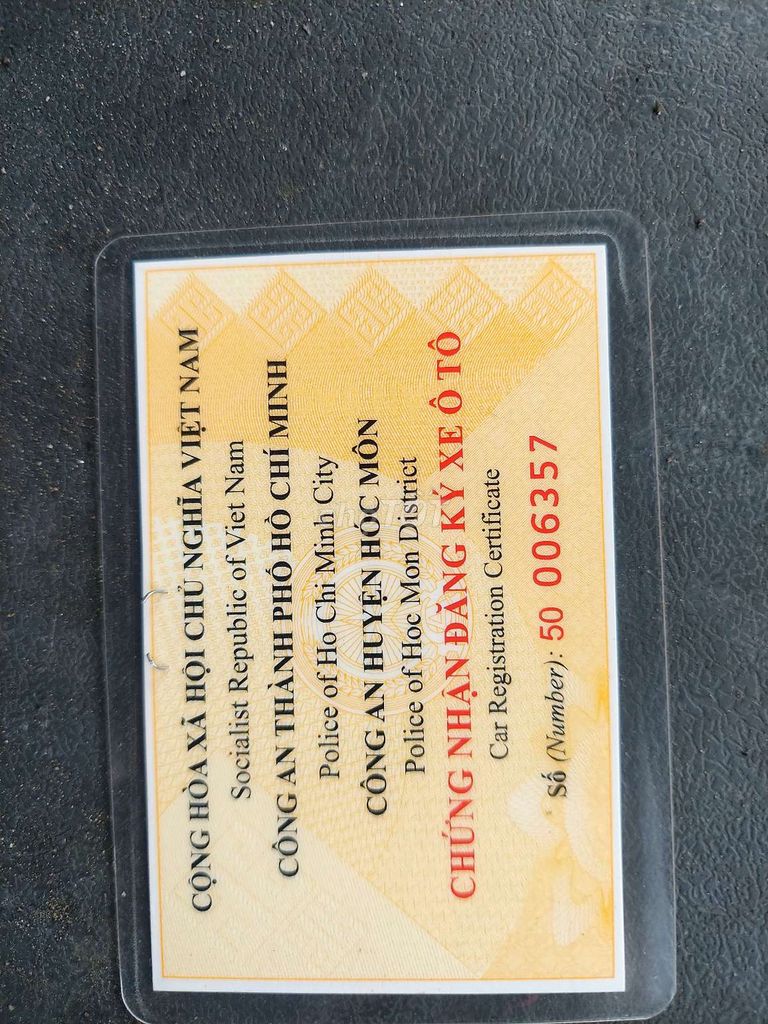 CỘNG HÒA XÃ HỘI CHỦ NGHĨA VIỆT NAM
Socialist Republic of Viet Nam
CÔNG AN THÀNH PHỐ HỒ CHÍ MINH
Police of Ho Chi Minh City
CÔNG AN HUYỆN HÓC MÔN
Police of Hoc Mon District
CHỨNG NHẬN ĐĂNG KÝ XE Ô TÔ
Car Registration Certificate
Số (Number): 50 006357